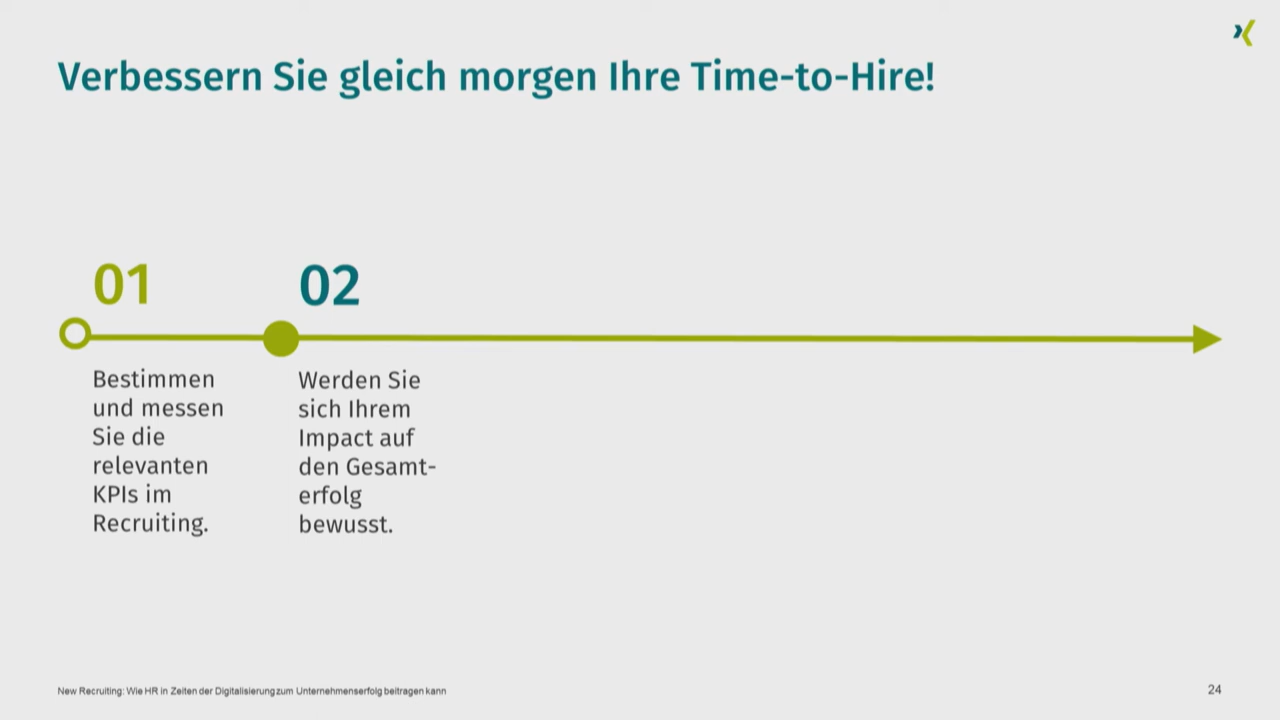 Verbessern Sie gleich morgen Ihre Time-to-Hire!
01
Bestimmen
und messen
Sie die
relevanten
KPIs im
Recruiting.
02
Werden Sie
sich Ihrem
Impact auf
den Gesamt-
erfolg
bewusst.
New Recruiting: Wie HR in Zeiten der Digitalisierung zum Unternehmenserfolg beitragen kann
24